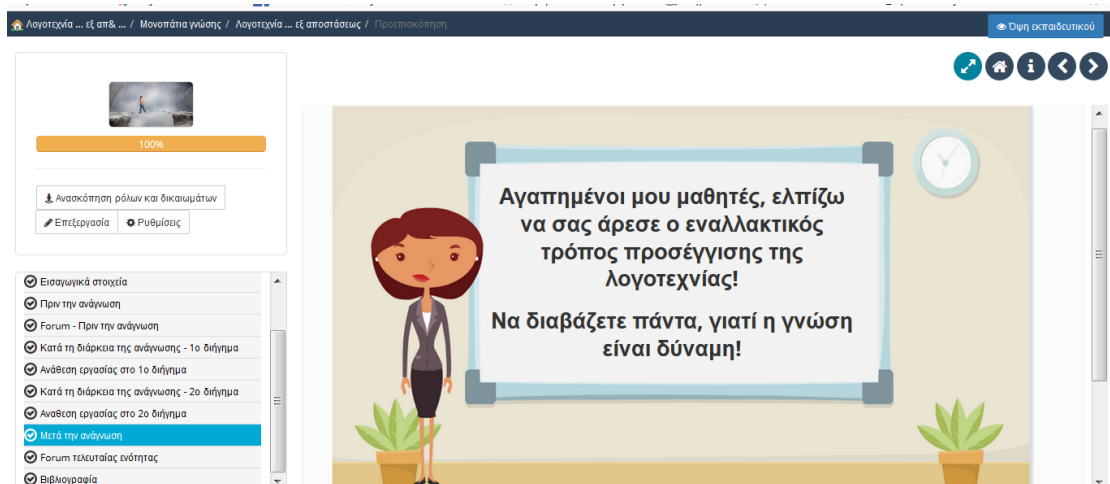 Λογοτεχνία ... εξ απ& ... / Μονοπάτια γνώσης / Λογοτεχνία ... εξ αποστάσεως / Προεπισκόπηση
Όψη εκπαιδευτικού
100%
Ανασκόπηση ρόλων και δικαιωμάτων
Επεξεργασία
Ρυθμίσεις
Εισαγωγικά στοιχεία
Πριν την ανάγνωση
Forum - Πριν την ανάγνωση
Κατά τη διάρκεια της ανάγνωσης - 1ο διήγημα
Ανάθεση εργασίας στο 1ο διήγημα
Κατά τη διάρκεια της ανάγνωσης - 2ο διήγημα
Αναθεση εργασίας στο 2ο διήγημα
Μετά την ανάγνωση
Forum τελευταίας ενότητας
Βιβλιογραφία
Αγαπημένοι μου μαθητές, ελπίζω
να σας άρεσε ο εναλλακτικός
τρόπος προσέγγισης της
λογοτεχνίας!
Να διαβάζετε πάντα, γιατί η γνώση
είναι δύναμη!